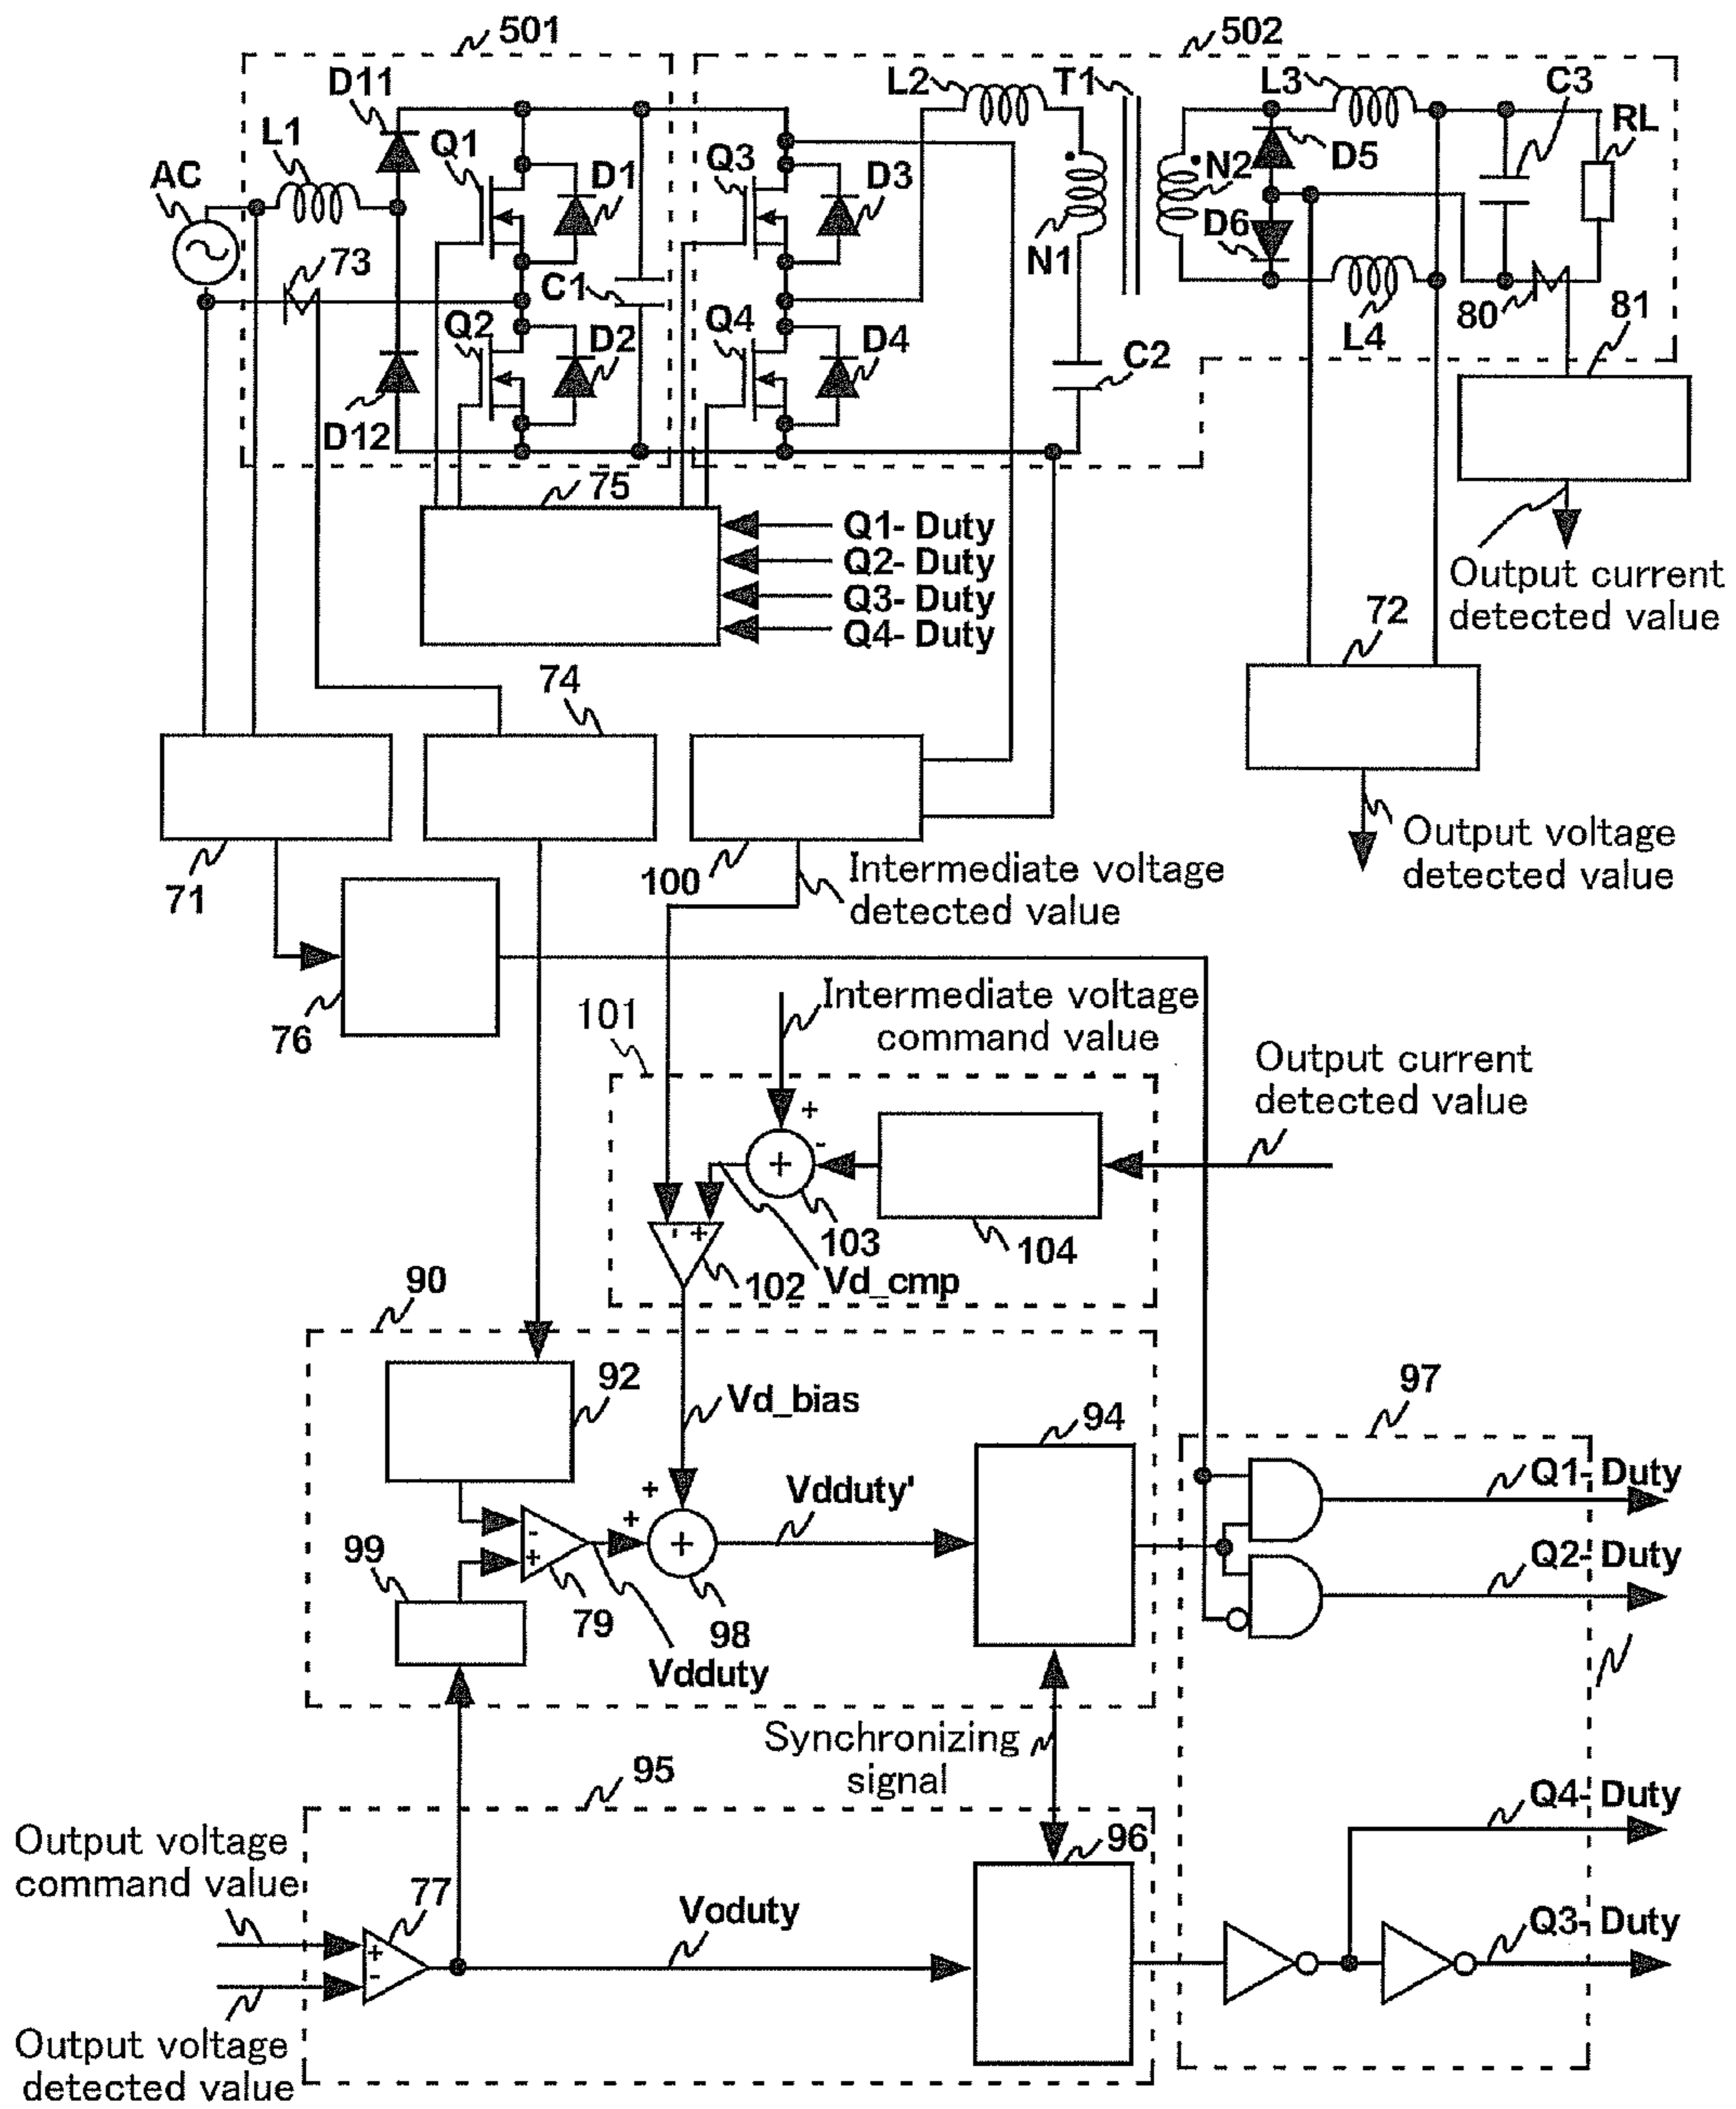 501
502
D11
L2
T1
L3
C3
L1
Q1
Q3
RL
AC
D1
D3
N2
D5
D6
73
C1
N1
80
81
Q2
D2
Q4
D4
C2
L4
D12
75
Q1- Duty
Q2- Duty
Q3- Duty
Q4- Duty
Output current
detected value
72
74
71
100
Intermediate voltage
detected value
Output voltage
detected value
76
101
Intermediate voltage
command value
Output current
detected value
+
-
+
103
104
- +
102
Vd_cmp
90
92
Vd_bias
94
97
+
+
Vdduty'
Q1- Duty
99
-
+
+
Q2- Duty
79
98
Vdduty
Synchronizing
signal
95
Q4- Duty
Output voltage
command value
96
77
+
-
Voduty
Q3- Duty
Output voltage
detected value